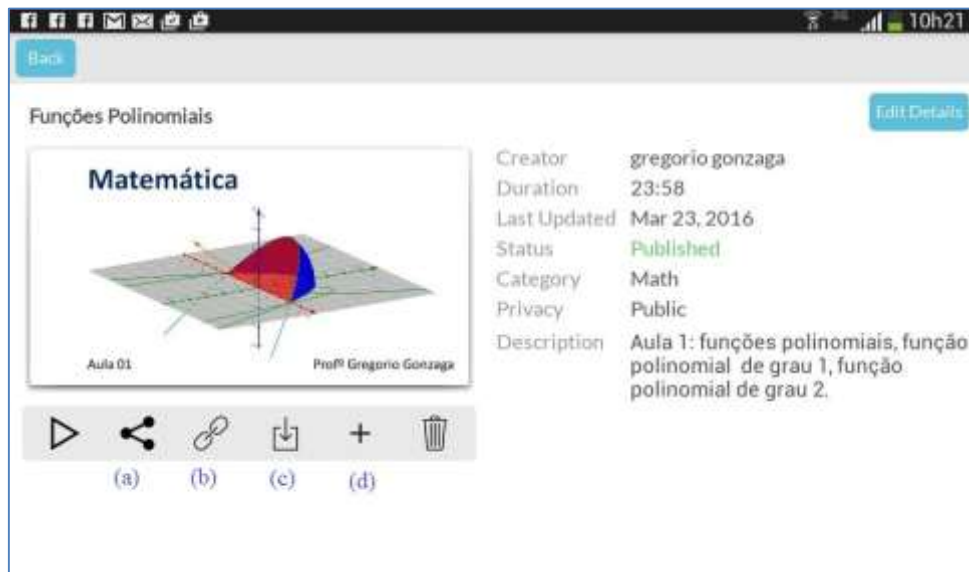 10h21
Back
Funções Polinomiais
Edit Details
Matemática
Aula 01
Profº Gregorio Gonzaga
Creator gregorio gonzaga
Duration 23:58
Last Updated Mar 23, 2016
Status Published
Category Math
Privacy Public
Description Aula 1: funções polinomiais, função
polinomial de grau 1, função
polinomial de grau 2.
(a) (b) (c) (d)